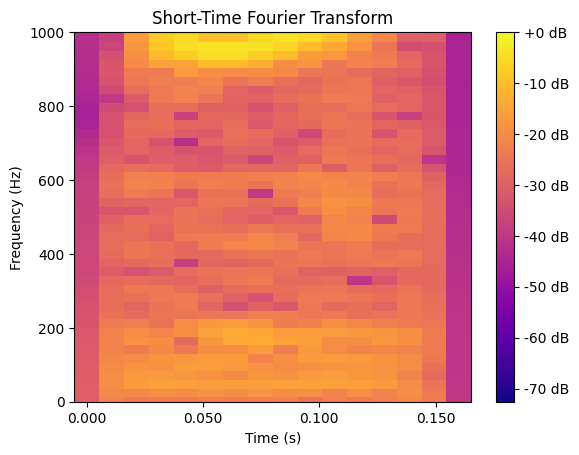 Short-Time Fourier Transform
Frequency (Hz)
1000
800
600
400
200
0
0.000
0.050
0.100
0.150
Time (s)
+0 dB
-10 dB
-20 dB
-30 dB
-40 dB
-50 dB
-60 dB
-70 dB